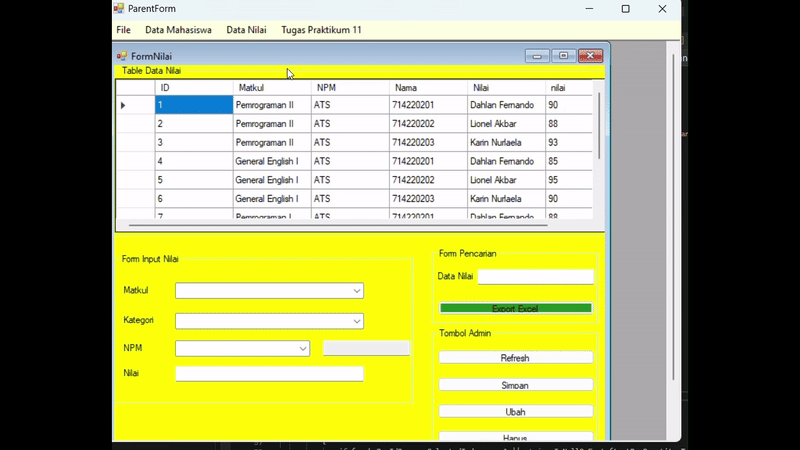 ParentForm
File Data Mahasiswa Data Nilai Tugas Praktikum 11
FormNilai
Table Data Nilai
ID Matkul NPM Nama Nilai nilai
1 Pemrograman II ATS 714220201 Dahlan Fernando 90
2 Pemrograman II ATS 714220202 Lionel Akbar 88
3 Pemrograman II ATS 714220203 Karin Nurlaela 93
4 General English I ATS 714220201 Dahlan Fernando 85
5 General English I ATS 714220202 Lionel Akbar 95
6 General English I ATS 714220203 Karin Nurlaela 90
7 Pemrograman I ATS 714220201 Dahlan Fernando 88
Form Input Nilai
Matkul
Kategori
NPM
Nilai
Form Pencarian
Data Nilai
Export Excel
Tombol Admin
Refresh
Simpan
Ubah
Hapus